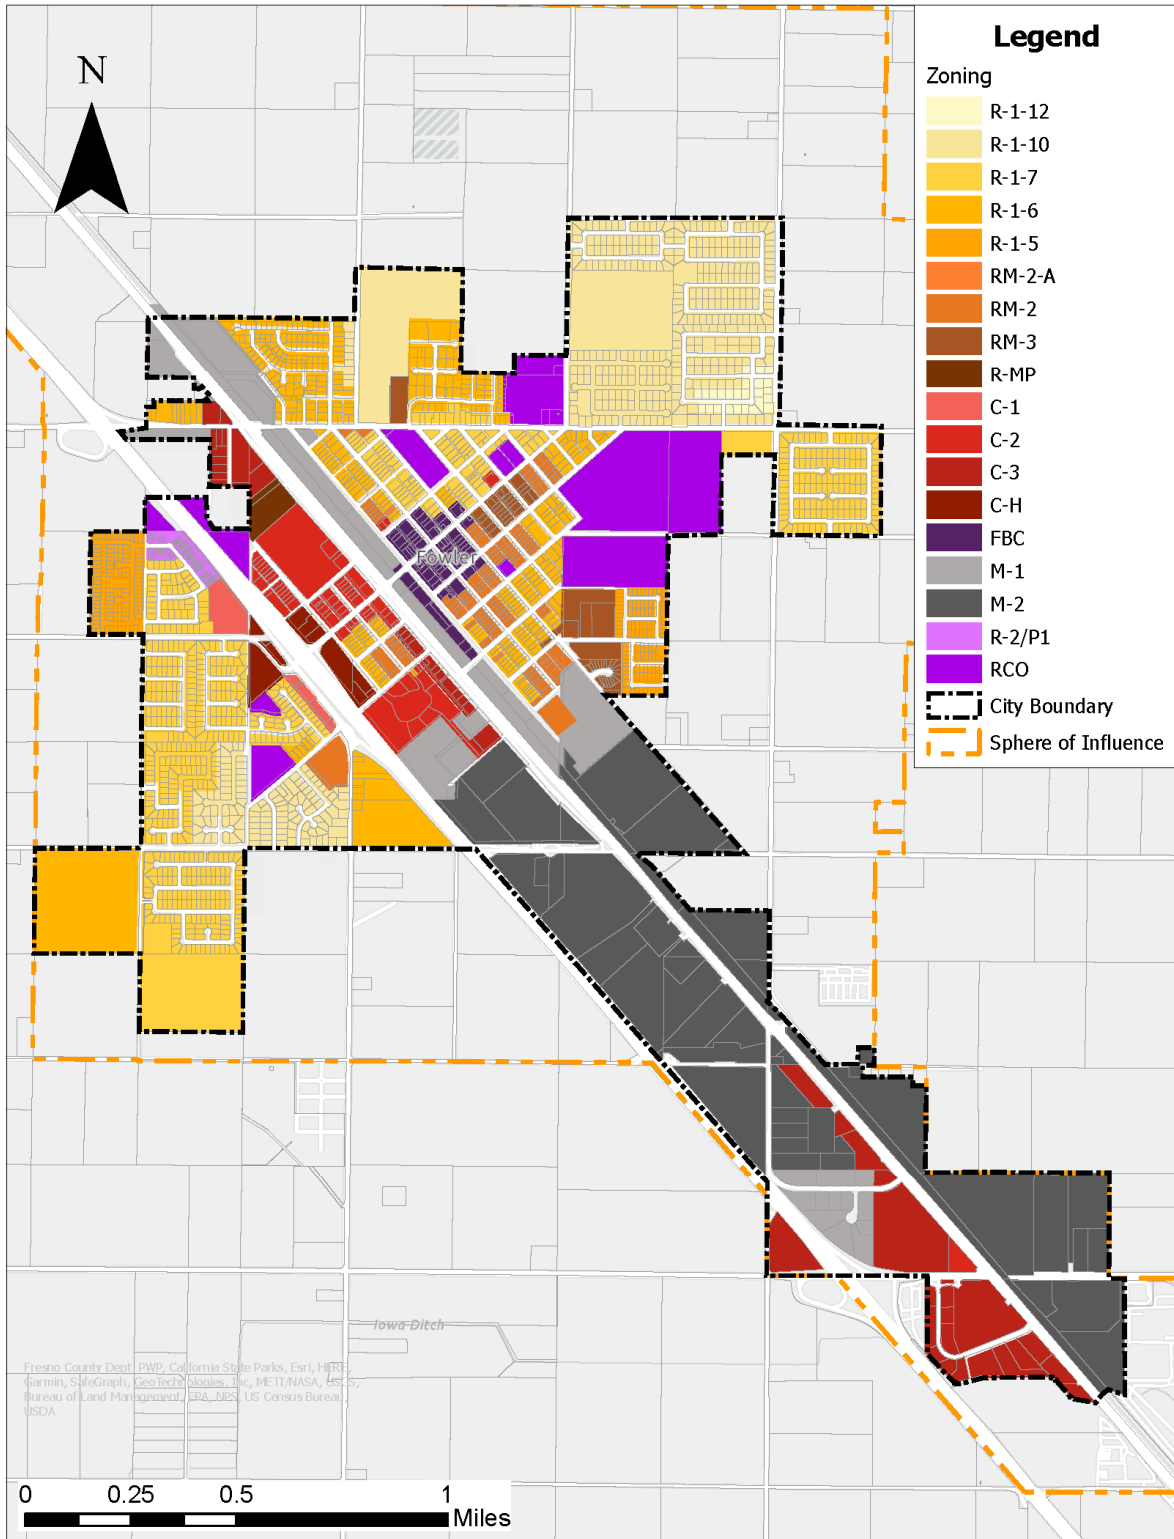 N
Legend
Zoning
R-1-12
R-1-10
R-1-7
R-1-6
R-1-5
RM-2-A
RM-2
RM-3
R-MP
C-1
C-2
C-3
C-H
FBC
M-1
M-2
R-2/P1
RCO
City Boundary
Sphere of Influence
Fowler
Iowa Ditch
Fresno County Dept. PWP, California State Parks, Esri, HERE,
Garmin, SafeGraph, GeoTechnologies, Inc, METI/NASA, USGS,
Bureau of Land Management, EPA, NPS, US Census Bureau,
USDA
0 0.25 0.5 1
Miles